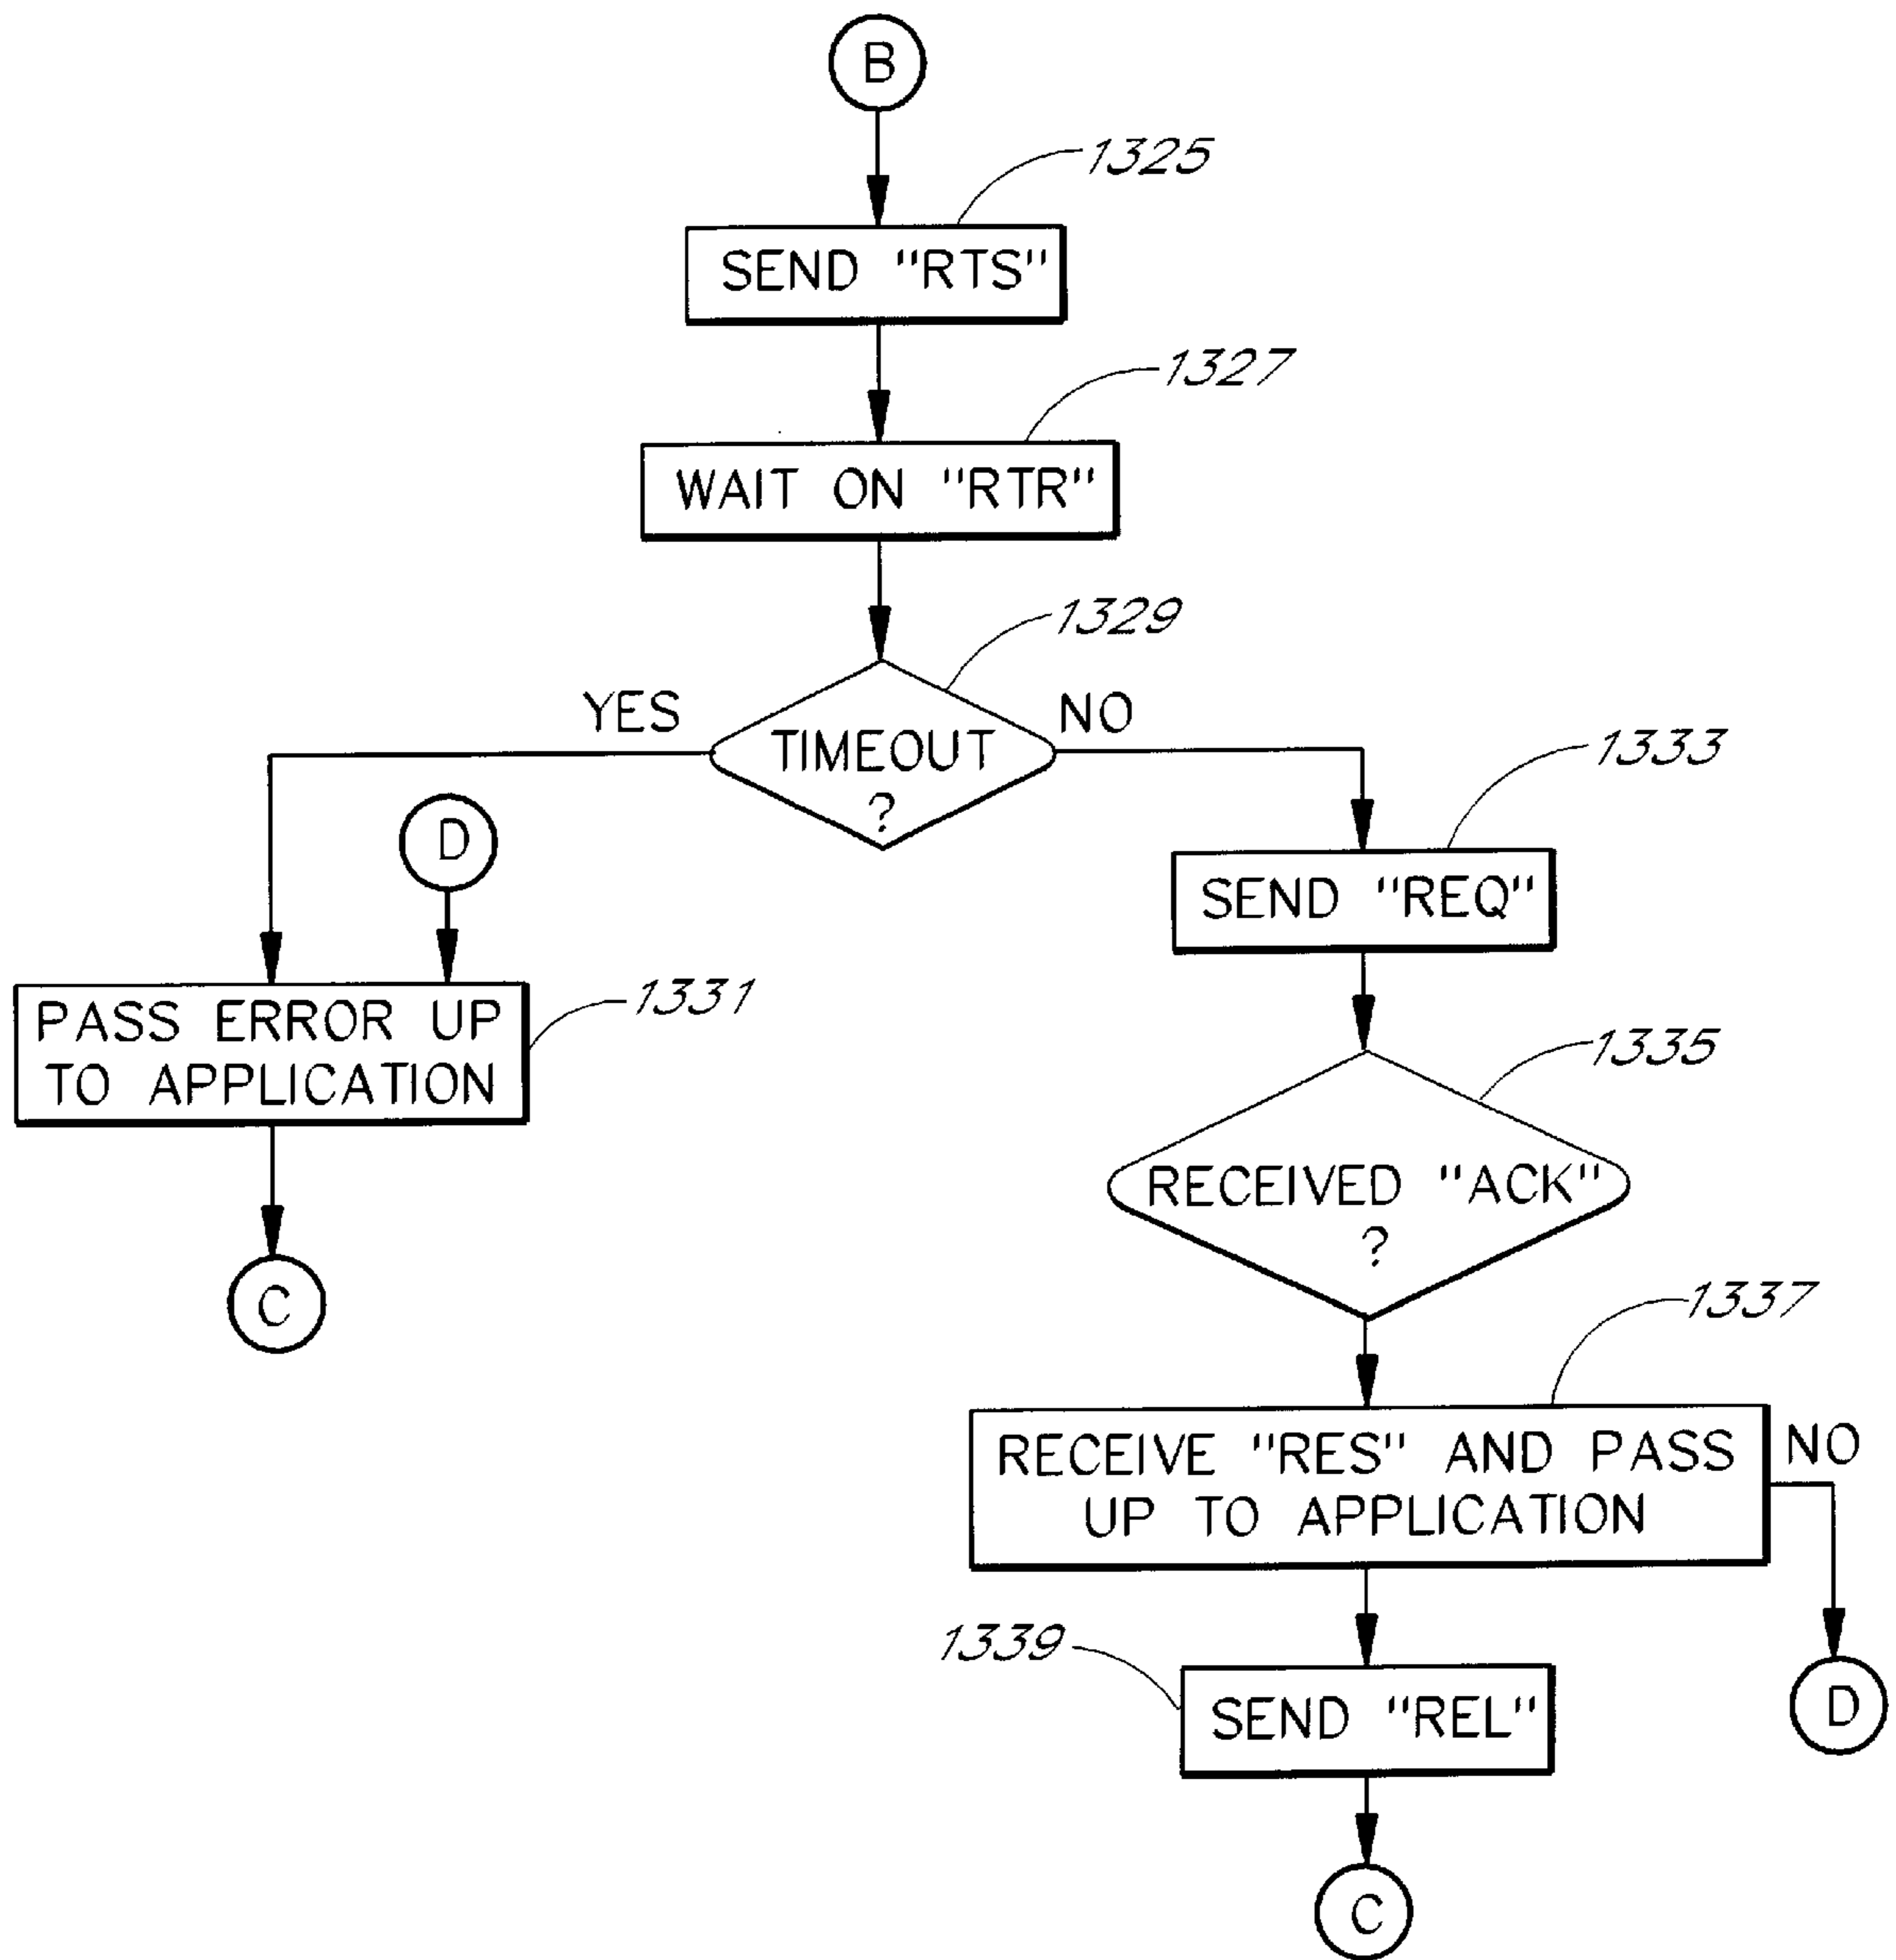 B
1325
SEND "RTS"
1327
WAIT ON "RTR"
1329
YES
TIMEOUT
?
NO
1333
D
SEND "REQ"
1331
PASS ERROR UP
TO APPLICATION
1335
RECEIVED "ACK"
?
C
1337
RECEIVE "RES" AND PASS
UP TO APPLICATION
NO
1339
SEND "REL"
D
C